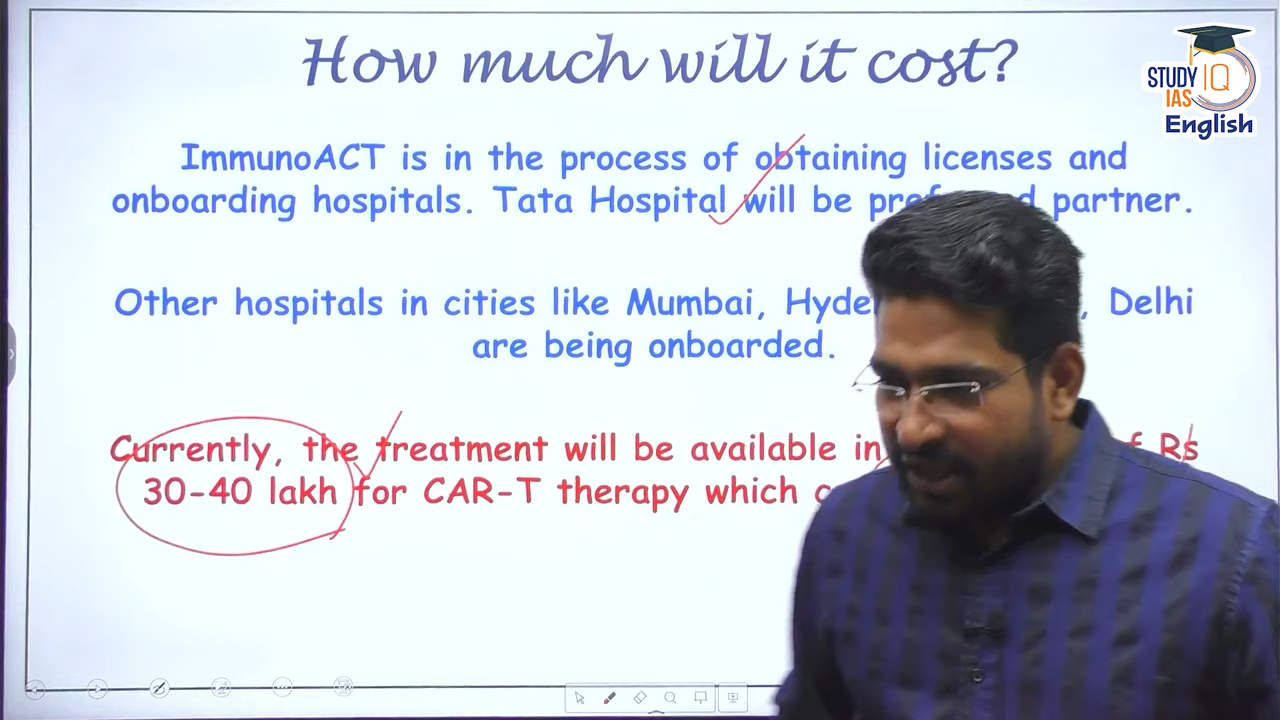 How much will it cost?
STUDY IQ
IAS
English
ImmunoACT is in the process of obtaining licenses and
onboarding hospitals. Tata Hospital will be partner.
Other hospitals in cities like Mumbai, Delhi
are being onboarded.
Currently, the treatment will be available in of Rs
30-40 lakh for CAR-T therapy which